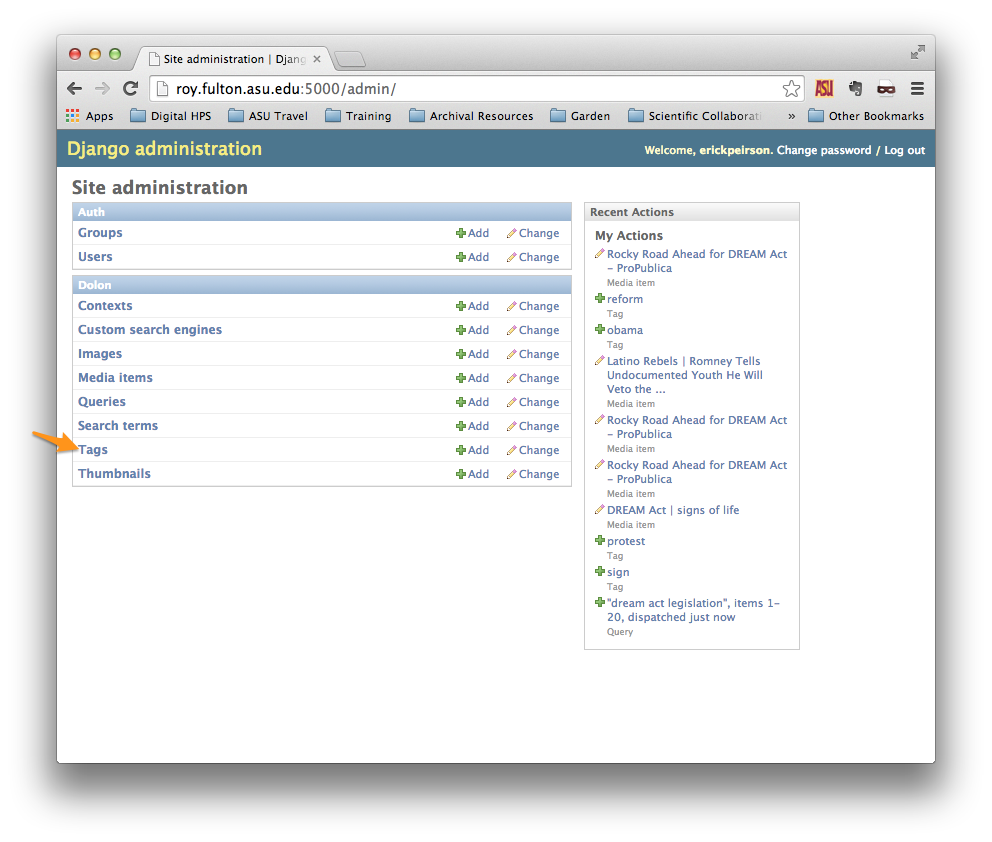 Site administration | Djang
roy.fulton.asu.edu:5000/admin/
ASU
Apps Digital HPS ASU Travel Training Archival Resources Garden Scientific Collaborati » Other Bookmarks
Django administration
Welcome, erickpeirson. Change password / Log out
Site administration
Auth
Groups Add Change
Users Add Change
Dolon
Contexts Add Change
Custom search engines Add Change
Images Add Change
Media items Add Change
Queries Add Change
Search terms Add Change
Tags Add Change
Thumbnails Add Change
Recent Actions
My Actions
Rocky Road Ahead for DREAM Act
– ProPublica
Media item
reform
Tag
obama
Tag
Latino Rebels | Romney Tells
Undocumented Youth He Will
Veto the ...
Media item
Rocky Road Ahead for DREAM Act
– ProPublica
Media item
Rocky Road Ahead for DREAM Act
– ProPublica
Media item
DREAM Act | signs of life
Media item
protest
Tag
sign
Tag
"dream act legislation", items 1–
20, dispatched just now
Query